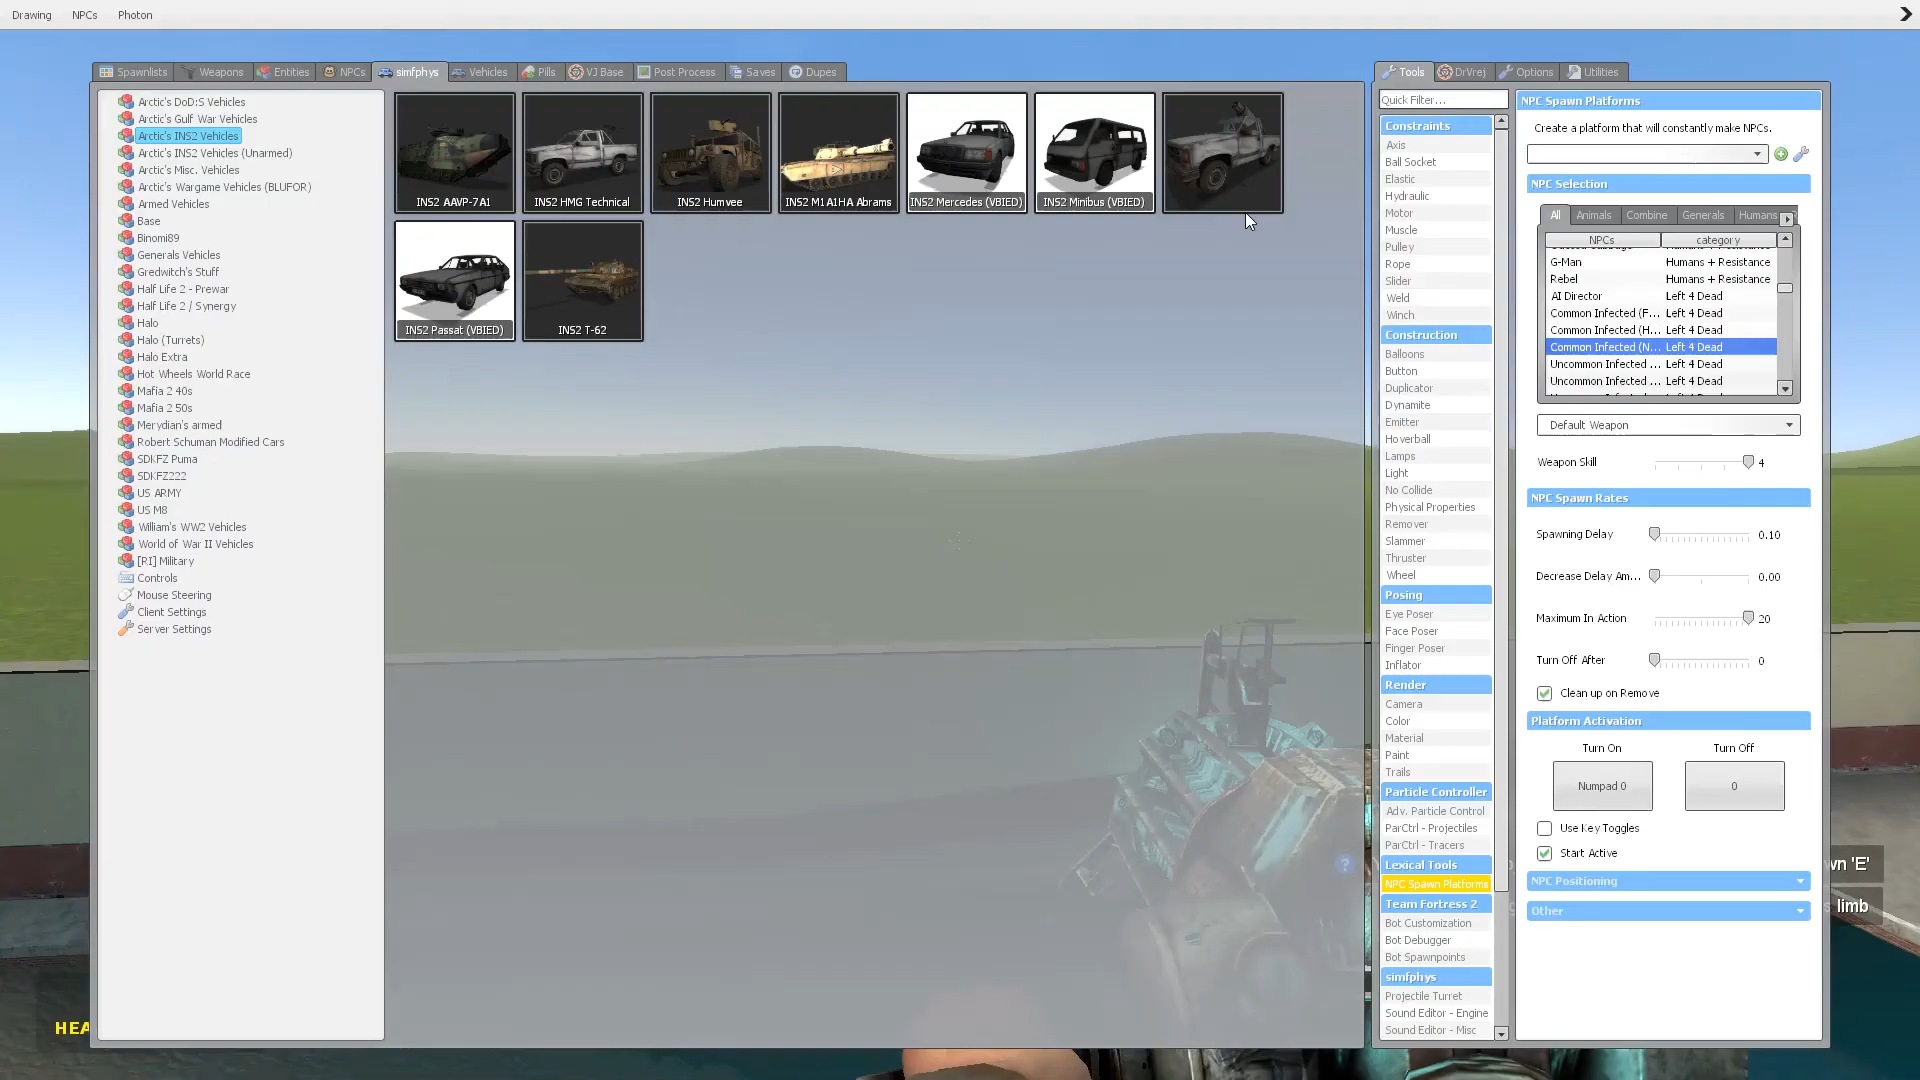 Drawing NPCs Photon
Spawnlists Weapons Entities NPCs simfphys Vehicles Pills VJ Base Post Process Saves Dupes
Arctic's DoD:S Vehicles
Arctic's Gulf War Vehicles
Arctic's INS2 Vehicles
Arctic's INS2 Vehicles (Unarmed)
Arctic's Misc. Vehicles
Arctic's Wargame Vehicles (BLUFOR)
Armed Vehicles
Base
Binomi89
Generals Vehicles
Gredwitch's Stuff
Half Life 2 - Prewar
Half Life 2 / Synergy
Halo
Halo (Turrets)
Halo Extra
Hot Wheels World Race
Mafia 2 40s
Mafia 2 50s
Merydian's armed
Robert Schuman Modified Cars
SDKFZ Puma
SDKFZ222
US ARMY
US M8
William's WW2 Vehicles
World of War II Vehicles
[RI] Military
Controls
Mouse Steering
Client Settings
Server Settings
INS2 AAVP-7A1
INS2 HMG Technical
INS2 Humvee
INS2 M1A1HA Abrams
INS2 Mercedes (VBIED)
INS2 Minibus (VBIED)
INS2 Passat (VBIED)
INS2 T-62
Tools DrVrej Options Utilities
Quick Filter...
Constraints
Axis
Ball Socket
Elastic
Hydraulic
Motor
Muscle
Pulley
Rope
Slider
Weld
Winch
Construction
Balloons
Button
Duplicator
Dynamite
Emitter
Hoverball
Lamps
Light
No Collide
Physical Properties
Remover
Slammer
Thruster
Wheel
Posing
Eye Poser
Face Poser
Finger Poser
Inflator
Render
Camera
Color
Material
Paint
Trails
Particle Controller
Adv. Particle Control
ParCtrl - Projectiles
ParCtrl - Tracers
Lexical Tools
NPC Spawn Platforms
Team Fortress 2
Bot Customization
Bot Debugger
Bot Spawnpoints
simfphys
Projectile Turret
Sound Editor - Engine
Sound Editor - Misc
NPC Spawn Platforms
Create a platform that will constantly make NPCs.
NPC Selection
All Animals Combine Generals Humans
NPCs category
G-Man Humans + Resistance
Rebel Humans + Resistance
AI Director Left 4 Dead
Common Infected (F... Left 4 Dead
Common Infected (H... Left 4 Dead
Common Infected (N... Left 4 Dead
Uncommon Infected ... Left 4 Dead
Uncommon Infected ... Left 4 Dead
Default Weapon
Weapon Skill 4
NPC Spawn Rates
Spawning Delay 0.10
Decrease Delay Am... 0.00
Maximum In Action 20
Turn Off After 0
Clean up on Remove
Platform Activation
Turn On Turn Off
Numpad 0 0
Use Key Toggles
Start Active
NPC Positioning
Other
wn 'E'
limb
HEA